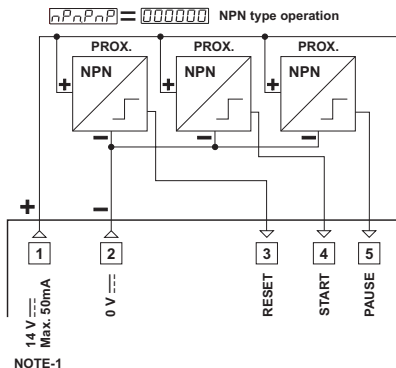 nPnPnP = 000000 NPN type operation
PROX. PROX. PROX.
NPN NPN NPN
+ + +
− − −
+ −
1 2 3 4 5
14 V
Max. 50mA
0 V
RESET
START
PAUSE
NOTE-1